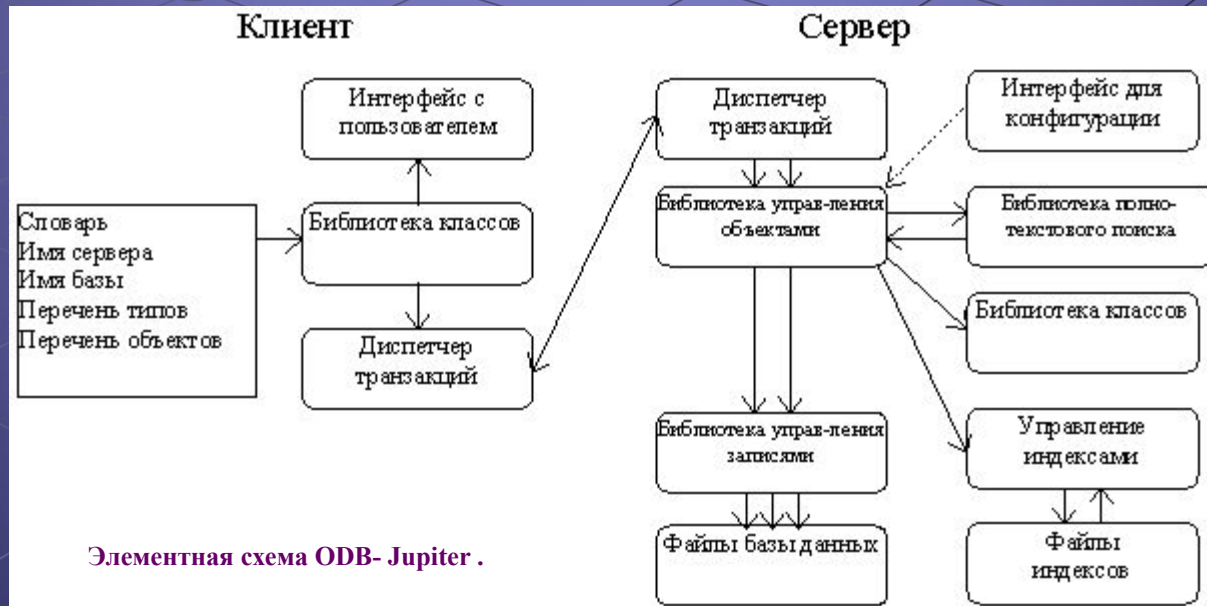 Клиент
Сервер
Интерфейс с
пользователем
Словарь
Имя сервера
Имя базы
Перечень типов
Перечень объектов
Библиотека классов
Диспетчер
транзакций
Диспетчер
транзакций
Интерфейс для
конфигурации
Библиотека управ-ления
объектами
Библиотека полно-
текстового поиска
Библиотека классов
Библиотека управ-ления
записями
Управление
индексами
Файлы базы данных
Файлы
индексов
Элементная схема ODB- Jupiter .